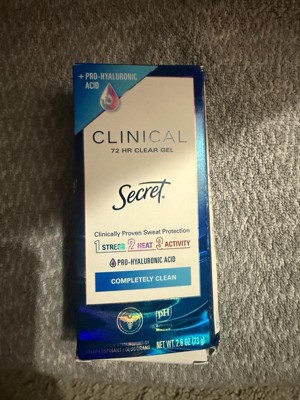 + PRO-HYALURONIC
ACID
CLINICAL
72 HR CLEAR GEL
Secret.
Clinically Proven Sweat Protection
1 STRESS 2 HEAT 3 ACTIVITY
PRO-HYALURONIC ACID
COMPLETELY CLEAN
pH
NET WT. 2.6 OZ (73 g)